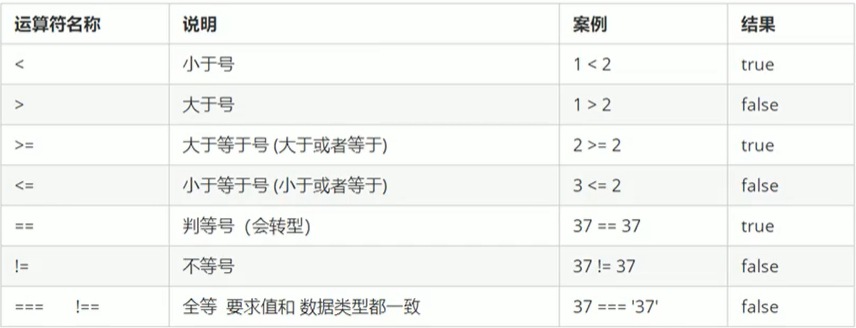 运算符名称 说明 案例 结果
< 小于号 1 < 2 true
> 大于号 1 > 2 false
>= 大于等于号 (大于或者等于) 2 >= 2 true
<= 小于等于号 (小于或者等于) 3 <= 2 false
== 判等号（会转型) 37 == 37 true
!= 不等号 37 != 37 false
=== !== 全等 要求值和 数据类型都一致 37 === '37' false